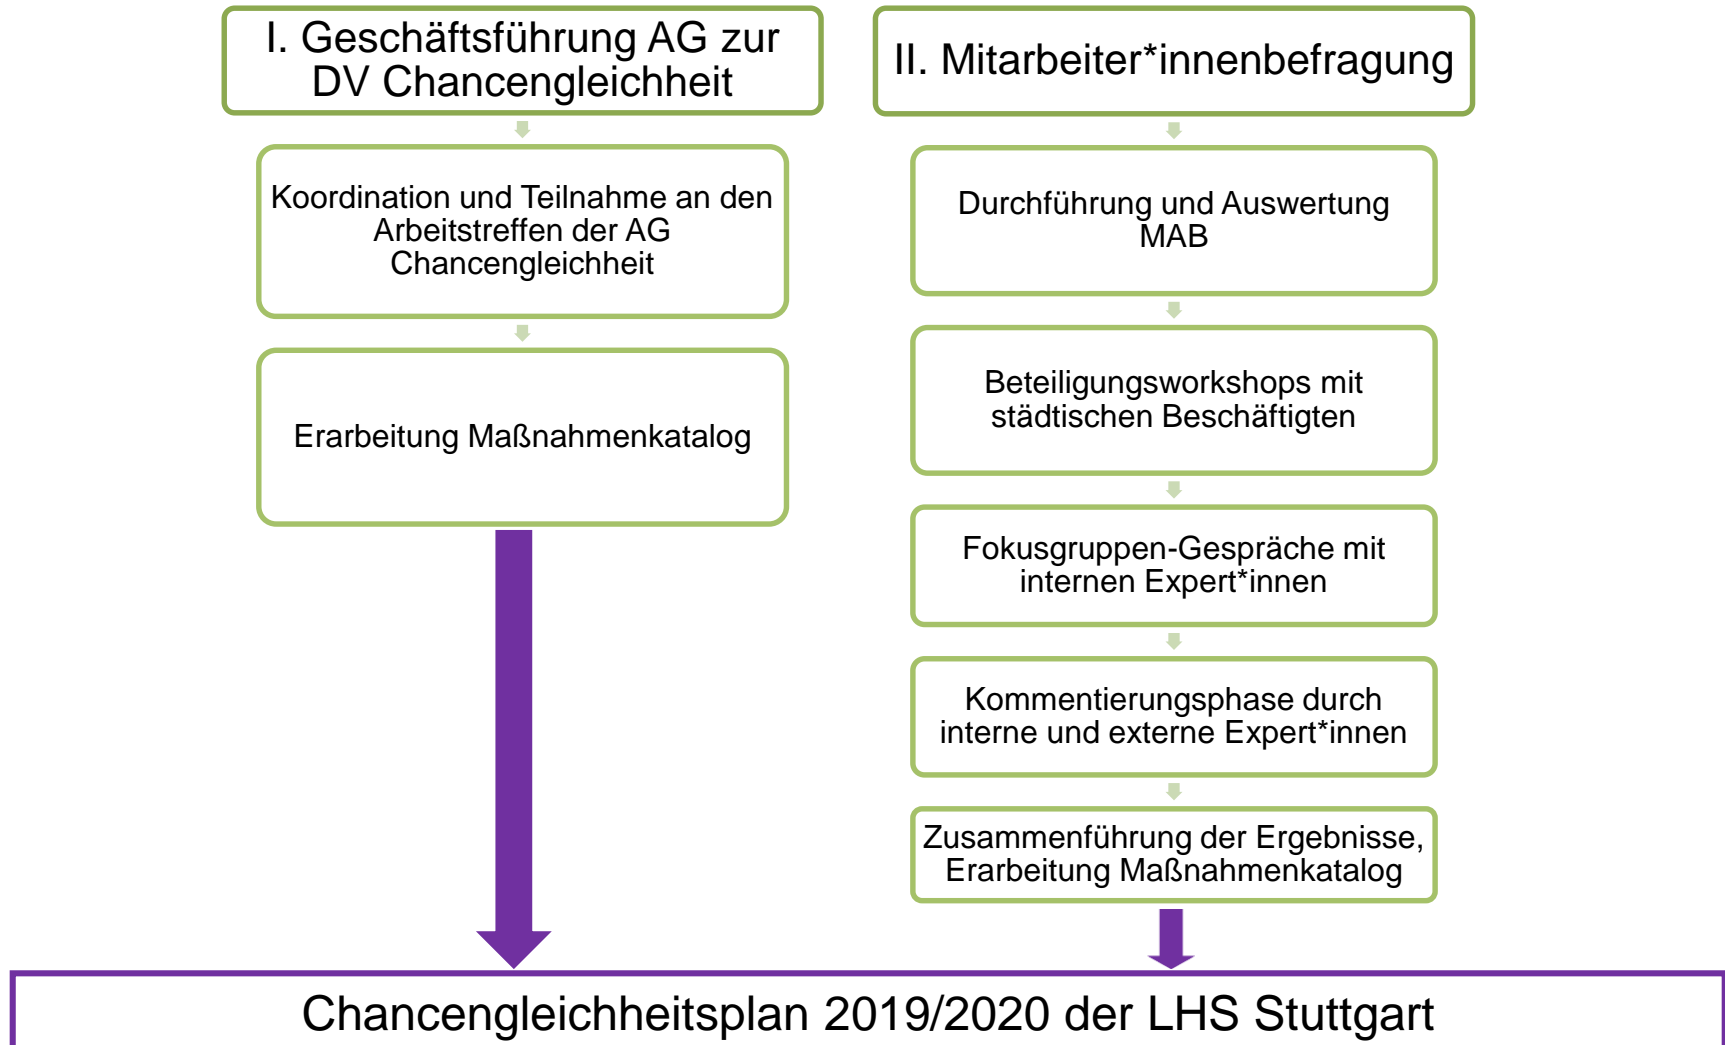 I. Geschäftsführung AG zur
DV Chancengleichheit
Koordination und Teilnahme an den
Arbeitstreffen der AG
Chancengleichheit
Erarbeitung Maßnahmenkatalog
II. Mitarbeiter*innenbefragung
Durchführung und Auswertung
MAB
Beteiligungsworkshops mit
städtischen Beschäftigten
Fokusgruppen-Gespräche mit
internen Expert*innen
Kommentierungsphase durch
interne und externe Expert*innen
Zusammenführung der Ergebnisse,
Erarbeitung Maßnahmenkatalog
Chancengleichheitsplan 2019/2020 der LHS Stuttgart